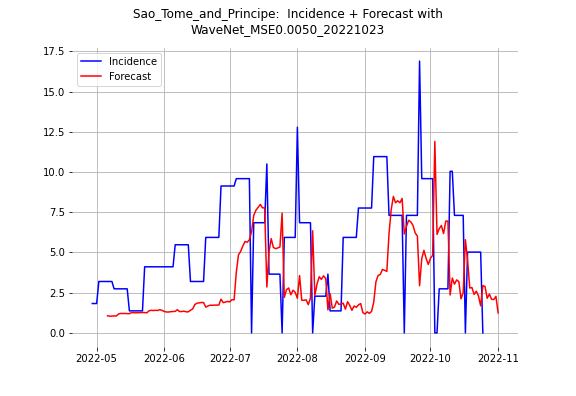 Sao_Tome_and_Principe:  Incidence + Forecast with
WaveNet_MSE0.0050_20221023
17.5
15.0
12.5
10.0
7.5
5.0
2.5
0.0
Incidence
Forecast
2022-05 2022-06 2022-07 2022-08 2022-09 2022-10 2022-11